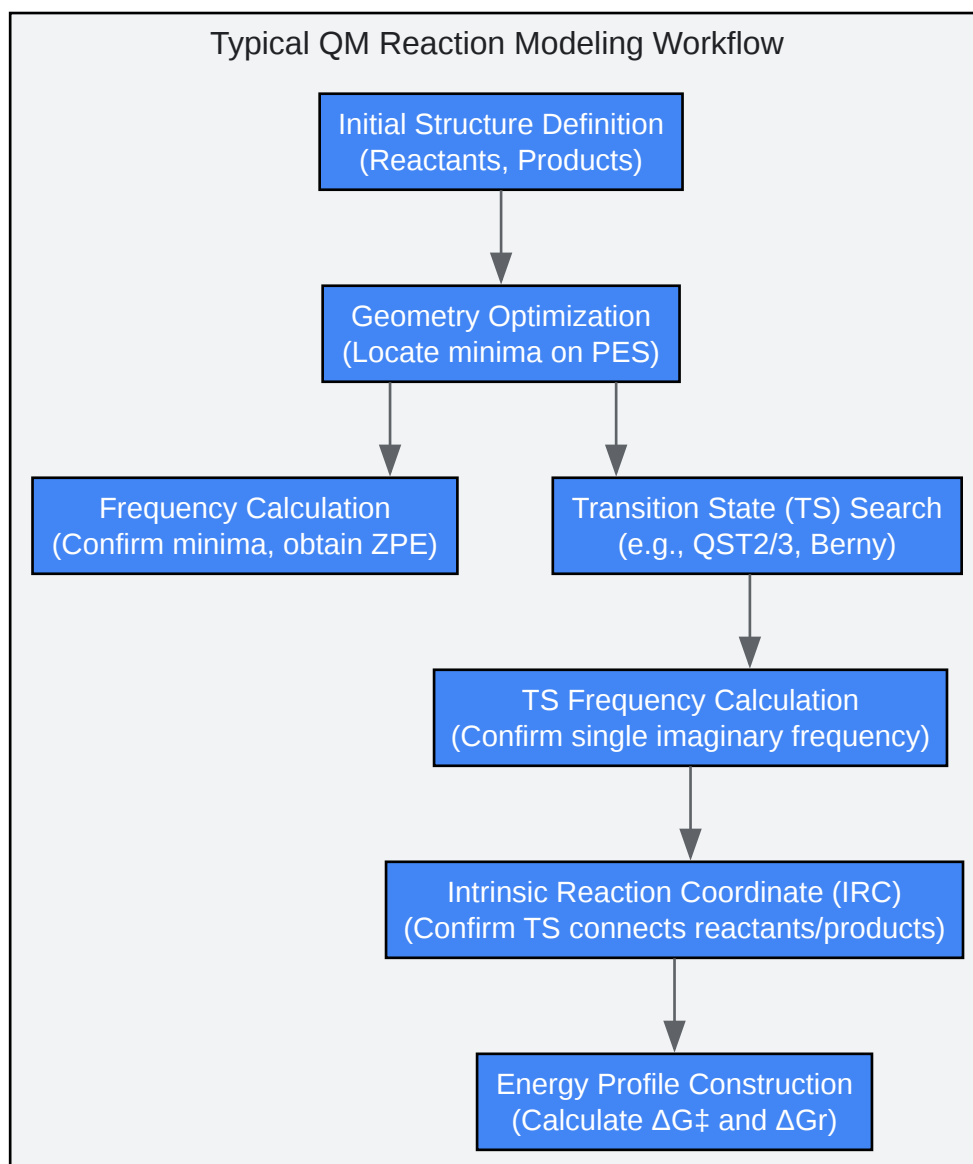 Typical QM Reaction Modeling Workflow
Initial Structure Definition
(Reactants, Products)
Geometry Optimization
(Locate minima on PES)
Frequency Calculation
(Confirm minima, obtain ZPE)
Transition State (TS) Search
(e.g., QST2/3, Berny)
TS Frequency Calculation
(Confirm single imaginary frequency)
Intrinsic Reaction Coordinate (IRC)
(Confirm TS connects reactants/products)
Energy Profile Construction
(Calculate ΔG‡ and ΔGr)